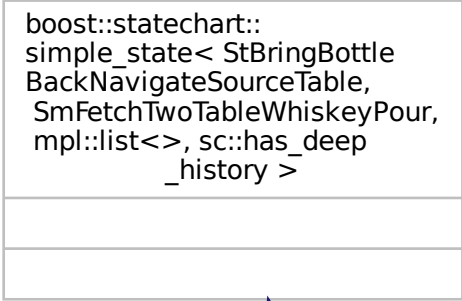 boost::statechart::
simple_state< StBringBottle
BackNavigateSourceTable,
SmFetchTwoTableWhiskeyPour,
mpl::list<>, sc::has_deep
_history >